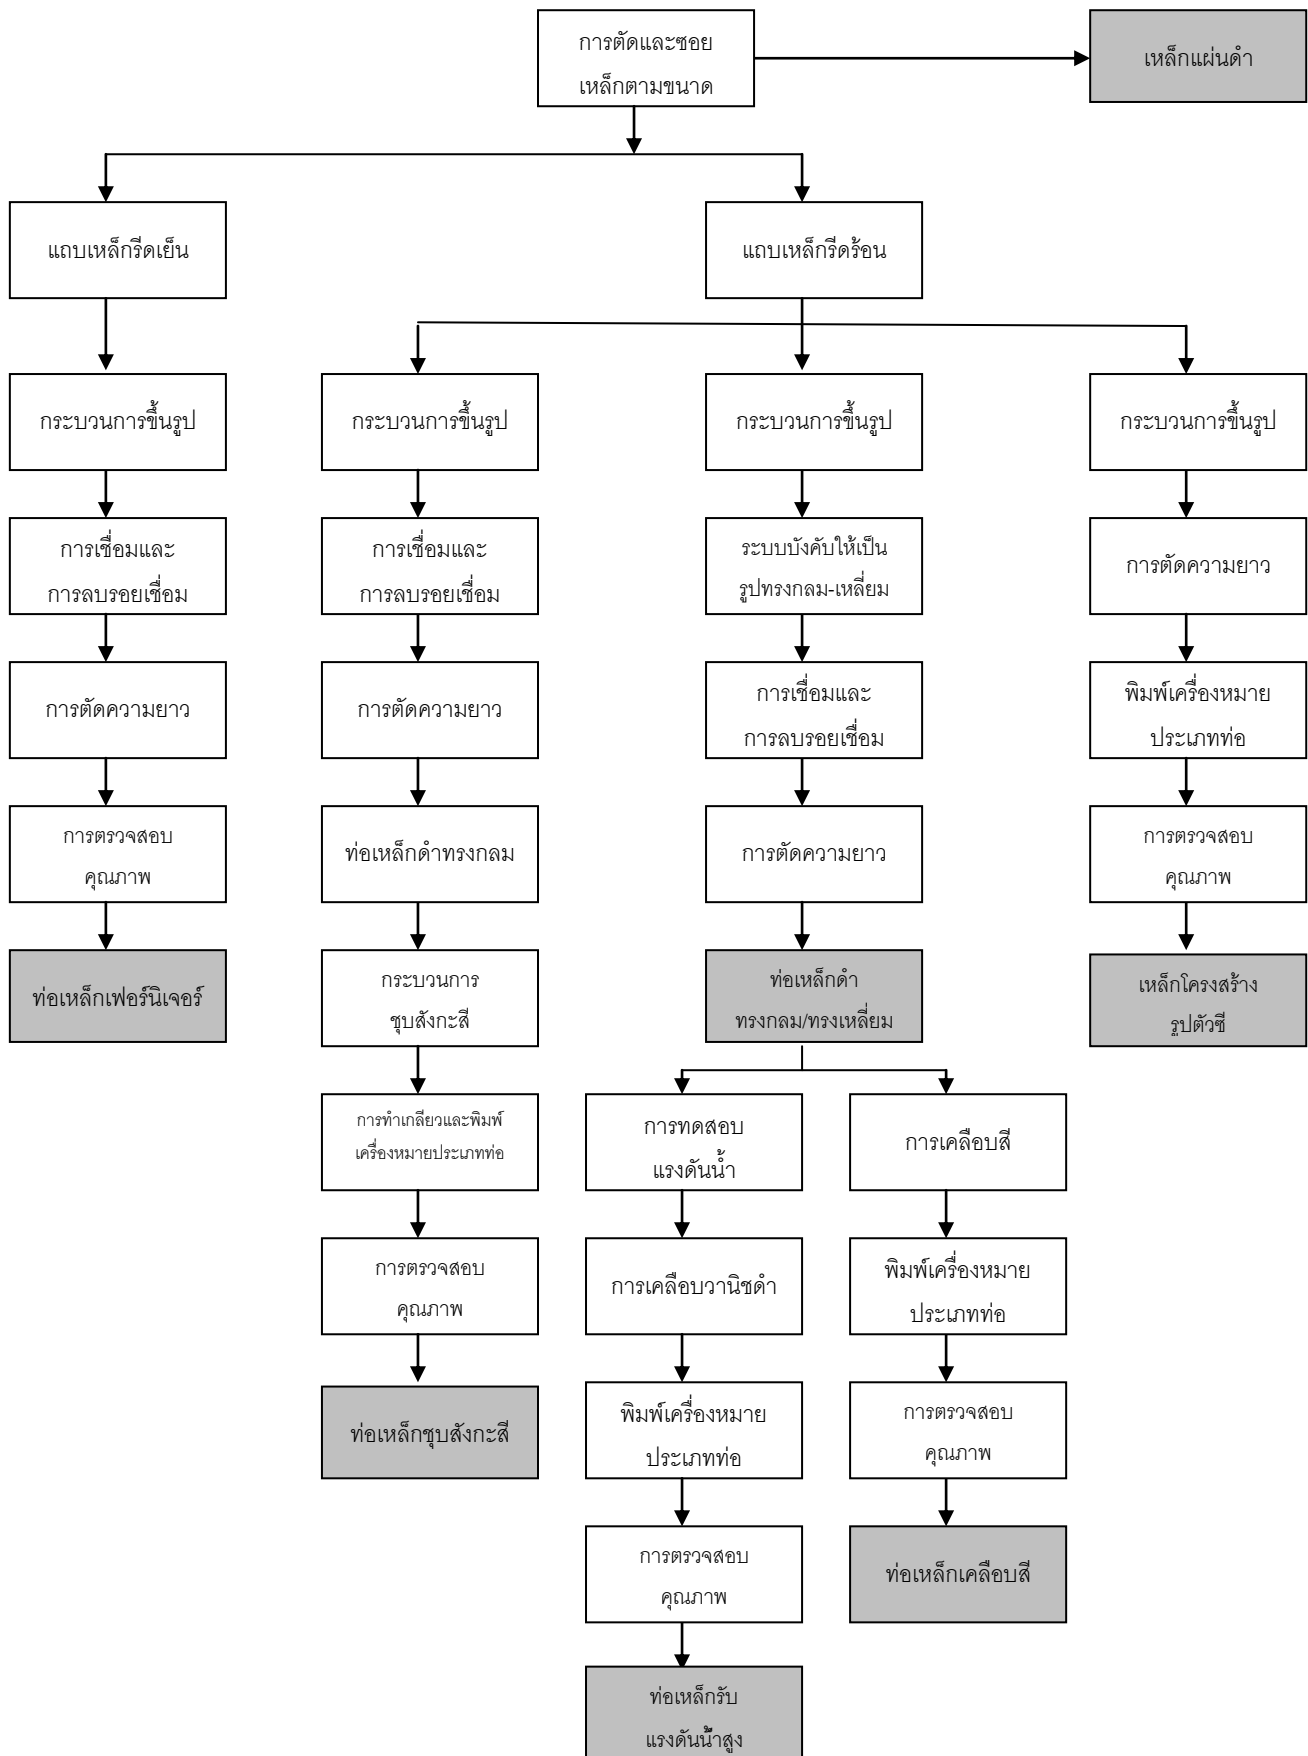 การตัดและซอย
เหล็กตามขนาด
เหล็กแผ่นดำ
แถบเหล็กรีดเย็น
แถบเหล็กรีดร้อน
กระบวนการขึ้นรูป
กระบวนการขึ้นรูป
กระบวนการขึ้นรูป
กระบวนการขึ้นรูป
การเชื่อมและ
การลบรอยเชื่อม
การเชื่อมและ
การลบรอยเชื่อม
ระบบบังคับให้เป็น
รูปทรงกลม-เหลี่ยม
การตัดความยาว
การตัดความยาว
การตัดความยาว
การเชื่อมและ
การลบรอยเชื่อม
พิมพ์เครื่องหมาย
ประเภทท่อ
การตรวจสอบ
คุณภาพ
ท่อเหล็กดำทรงกลม
การตัดความยาว
การตรวจสอบ
คุณภาพ
ท่อเหล็กเฟอร์นิเจอร์
กระบวนการ
ชุบสังกะสี
ท่อเหล็กดำ
ทรงกลม/ทรงเหลี่ยม
เหล็กโครงสร้าง
รูปตัวซี
การทำเกลียวและพิมพ์
เครื่องหมายประเภทท่อ
การทดสอบ
แรงดันน้ำ
การเคลือบสี
การตรวจสอบ
คุณภาพ
การเคลือบวานิชดำ
พิมพ์เครื่องหมาย
ประเภทท่อ
ท่อเหล็กชุบสังกะสี
พิมพ์เครื่องหมาย
ประเภทท่อ
การตรวจสอบ
คุณภาพ
การตรวจสอบ
คุณภาพ
ท่อเหล็กเคลือบสี
ท่อเหล็กรับ
แรงดันน้ำสูง